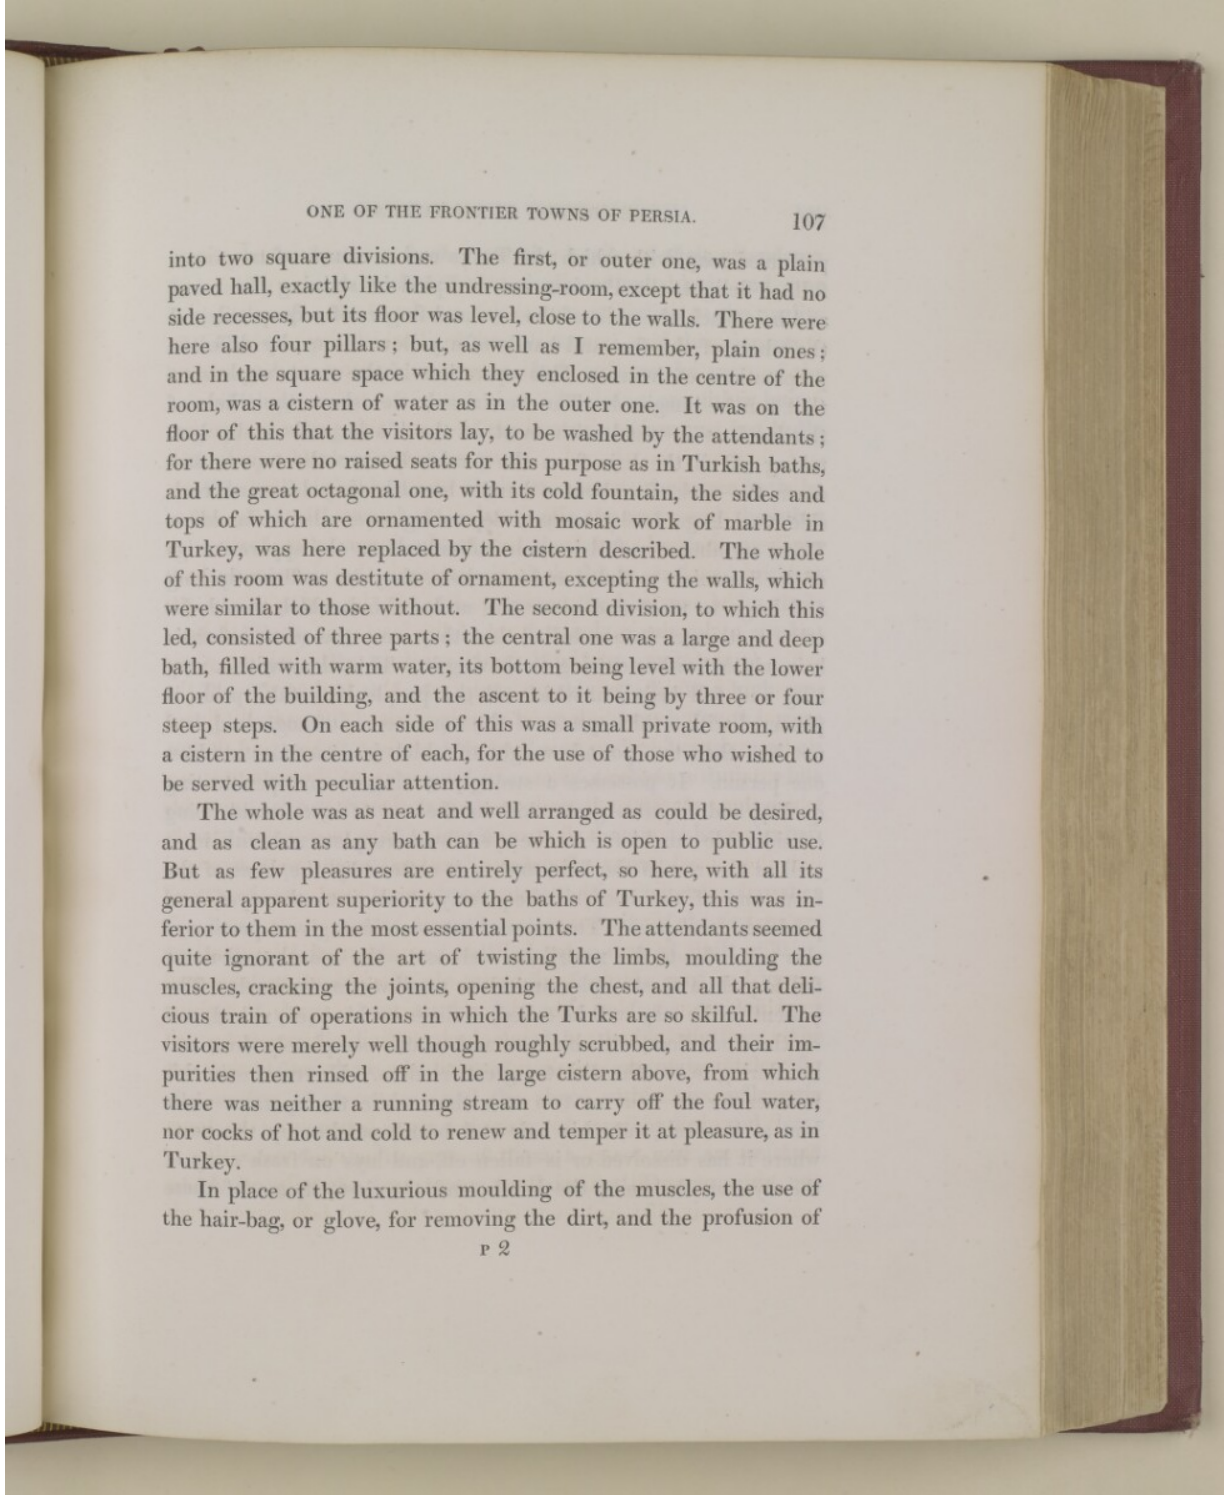 ONE OF THE FRONTIER TOWNS OF PERSIA. 107
into two square divisions. The first, or outer one, was a plain
paved hall, exactly like the undressing-room, except that it had no
side recesses, but its floor was level, close to the walls. There were
here also four pillars; but, as well as I remember, plain ones;
and in the square space which they enclosed in the centre of the
room, was a cistern of water as in the outer one. It was on the
floor of this that the visitors lay, to be washed by the attendants;
for there were no raised seats for this purpose as in Turkish baths,
and the great octagonal one, with its cold fountain, the sides and
tops of which are ornamented with mosaic work of marble in
Turkey, was here replaced by the cistern described. The whole
of this room was destitute of ornament, excepting the walls, which
were similar to those without. The second division, to which this
led, consisted of three parts; the central one was a large and deep
bath, filled with warm water, its bottom being level with the lower
floor of the building, and the ascent to it being by three or four
steep steps. On each side of this was a small private room, with
a cistern in the centre of each, for the use of those who wished to
be served with peculiar attention.
The whole was as neat and well arranged as could be desired,
and as clean as any bath can be which is open to public use.
But as few pleasures are entirely perfect, so here, with all its
general apparent superiority to the baths of Turkey, this was in-
ferior to them in the most essential points. The attendants seemed
quite ignorant of the art of twisting the limbs, moulding the
muscles, cracking the joints, opening the chest, and all that deli-
cious train of operations in which the Turks are so skilful. The
visitors were merely well though roughly scrubbed, and their im-
purities then rinsed off in the large cistern above, from which
there was neither a running stream to carry off the foul water,
nor cocks of hot and cold to renew and temper it at pleasure, as in
Turkey.
In place of the luxurious moulding of the muscles, the use of
the hair-bag, or glove, for removing the dirt, and the profusion of
P 2